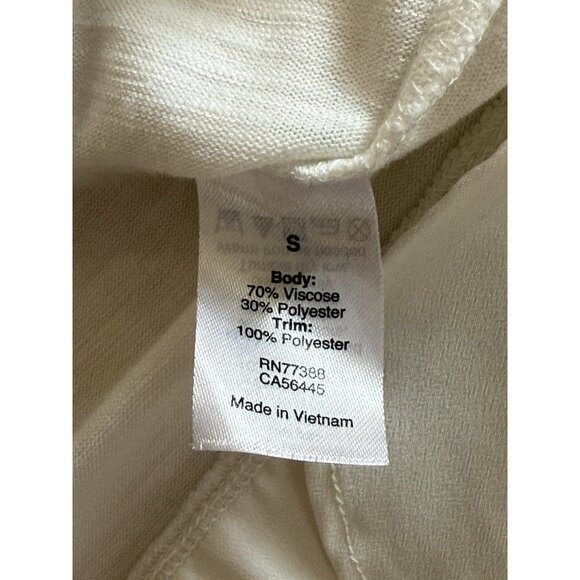 S
Body:
70% Viscose
30% Polyester
Trim:
100% Polyester
RN77388
CA56445
Made in Vietnam